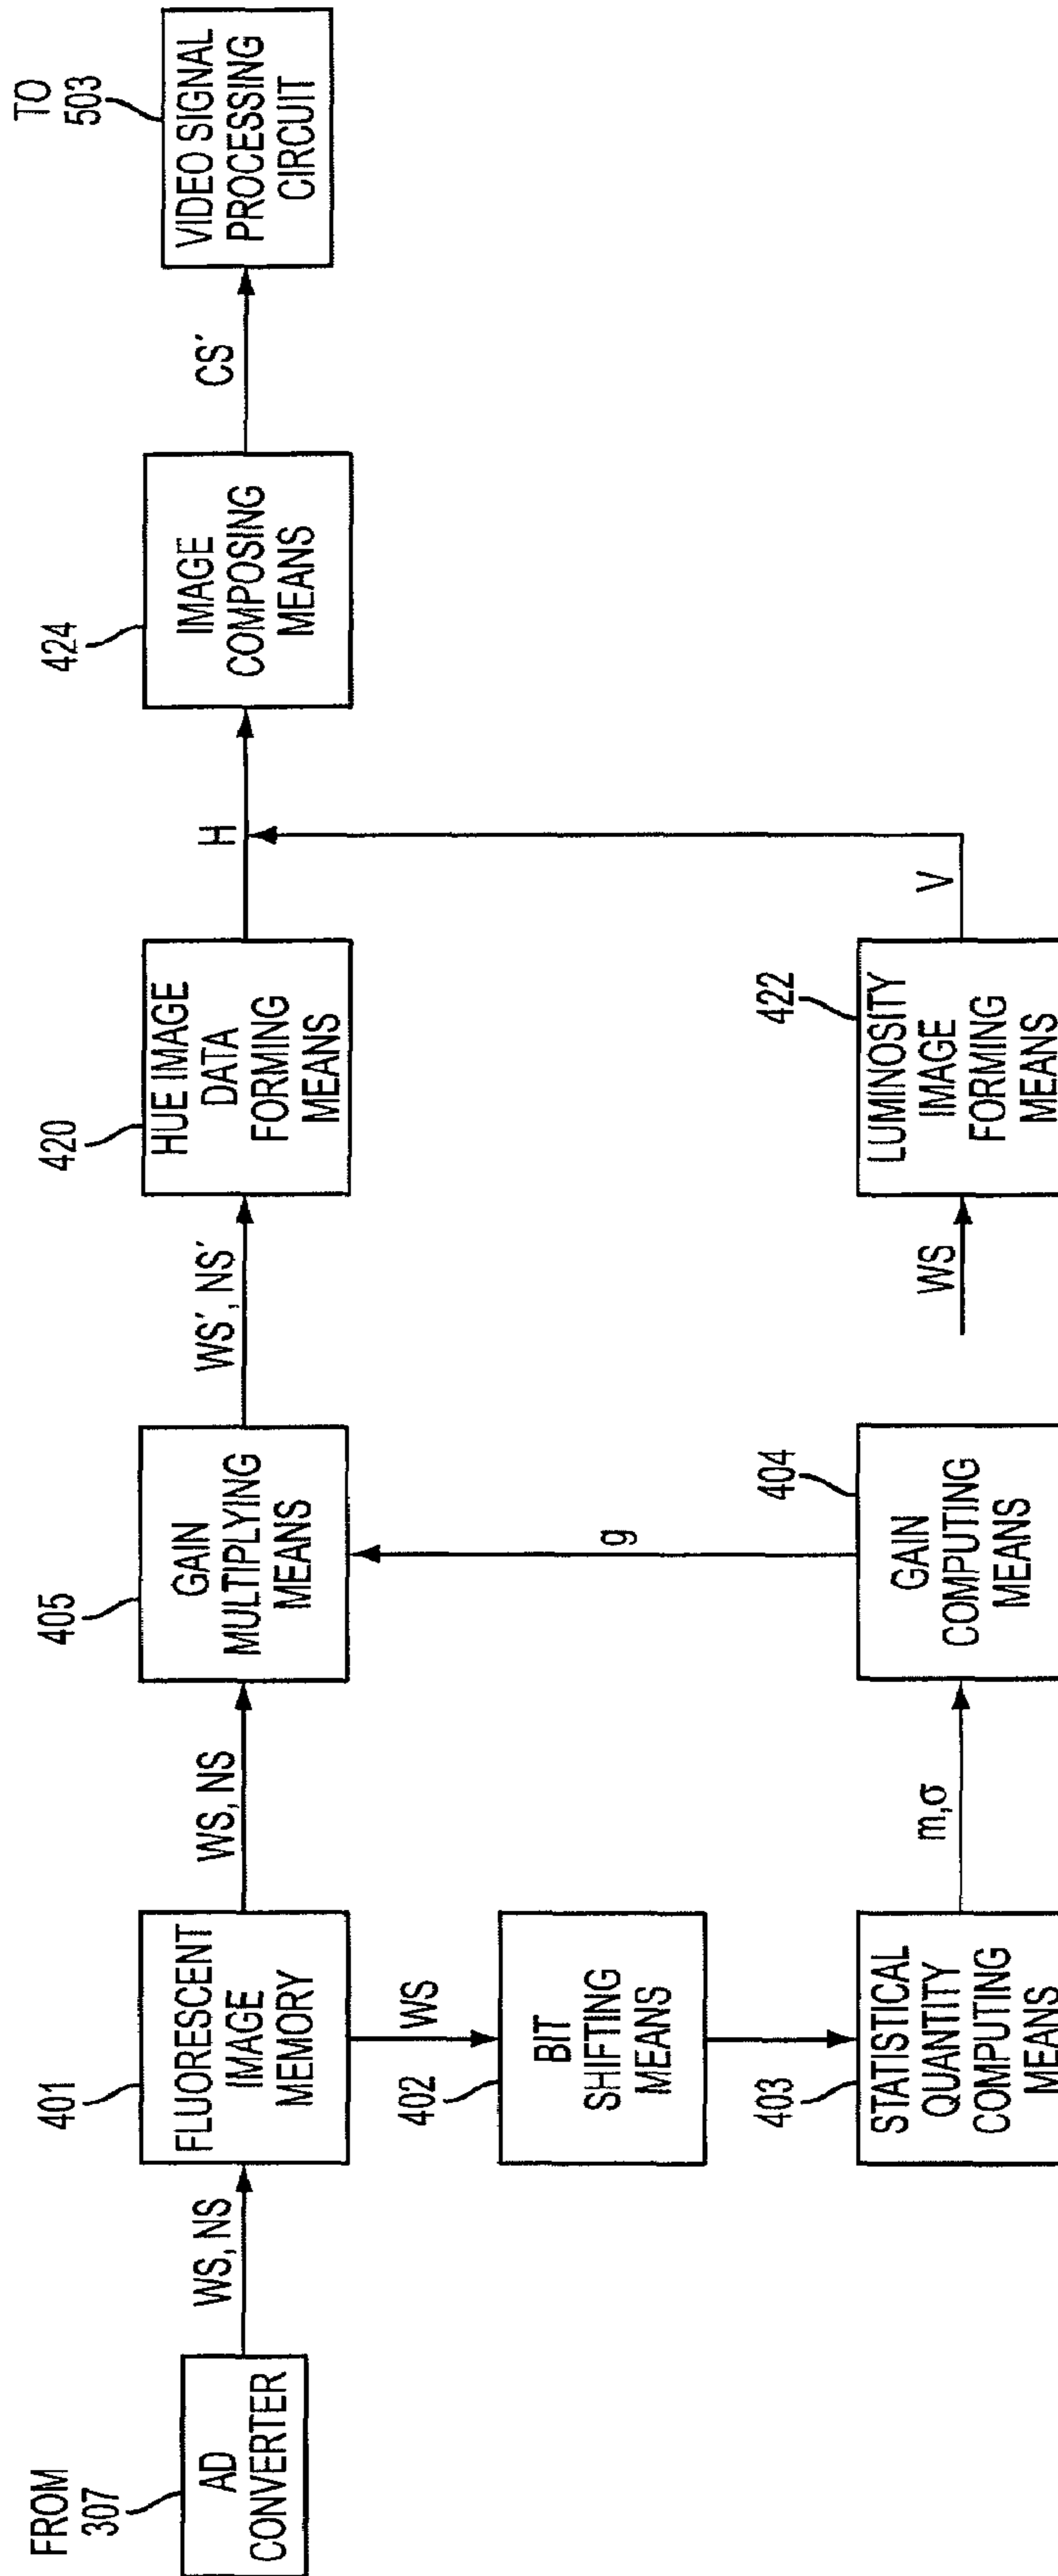 FROM
307
AD
CONVERTER
WS, NS
401
FLUORESCENT
IMAGE
MEMORY
WS, NS
405
GAIN
MULTIPLYING
MEANS
WS′, NS′
420
HUE IMAGE
DATA
FORMING
MEANS
H
424
IMAGE
COMPOSING
MEANS
CS′
TO
503
VIDEO SIGNAL
PROCESSING
CIRCUIT
WS
402
BIT
SHIFTING
MEANS
403
STATISTICAL
QUANTITY
COMPUTING
MEANS
m,σ
404
GAIN
COMPUTING
MEANS
g
WS
422
LUMINOSITY
IMAGE
FORMING
MEANS
V